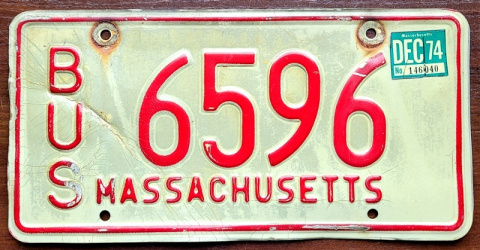 BUS
6596
MASSACHUSETTS
Massachusetts
DEC 74
No. 146040